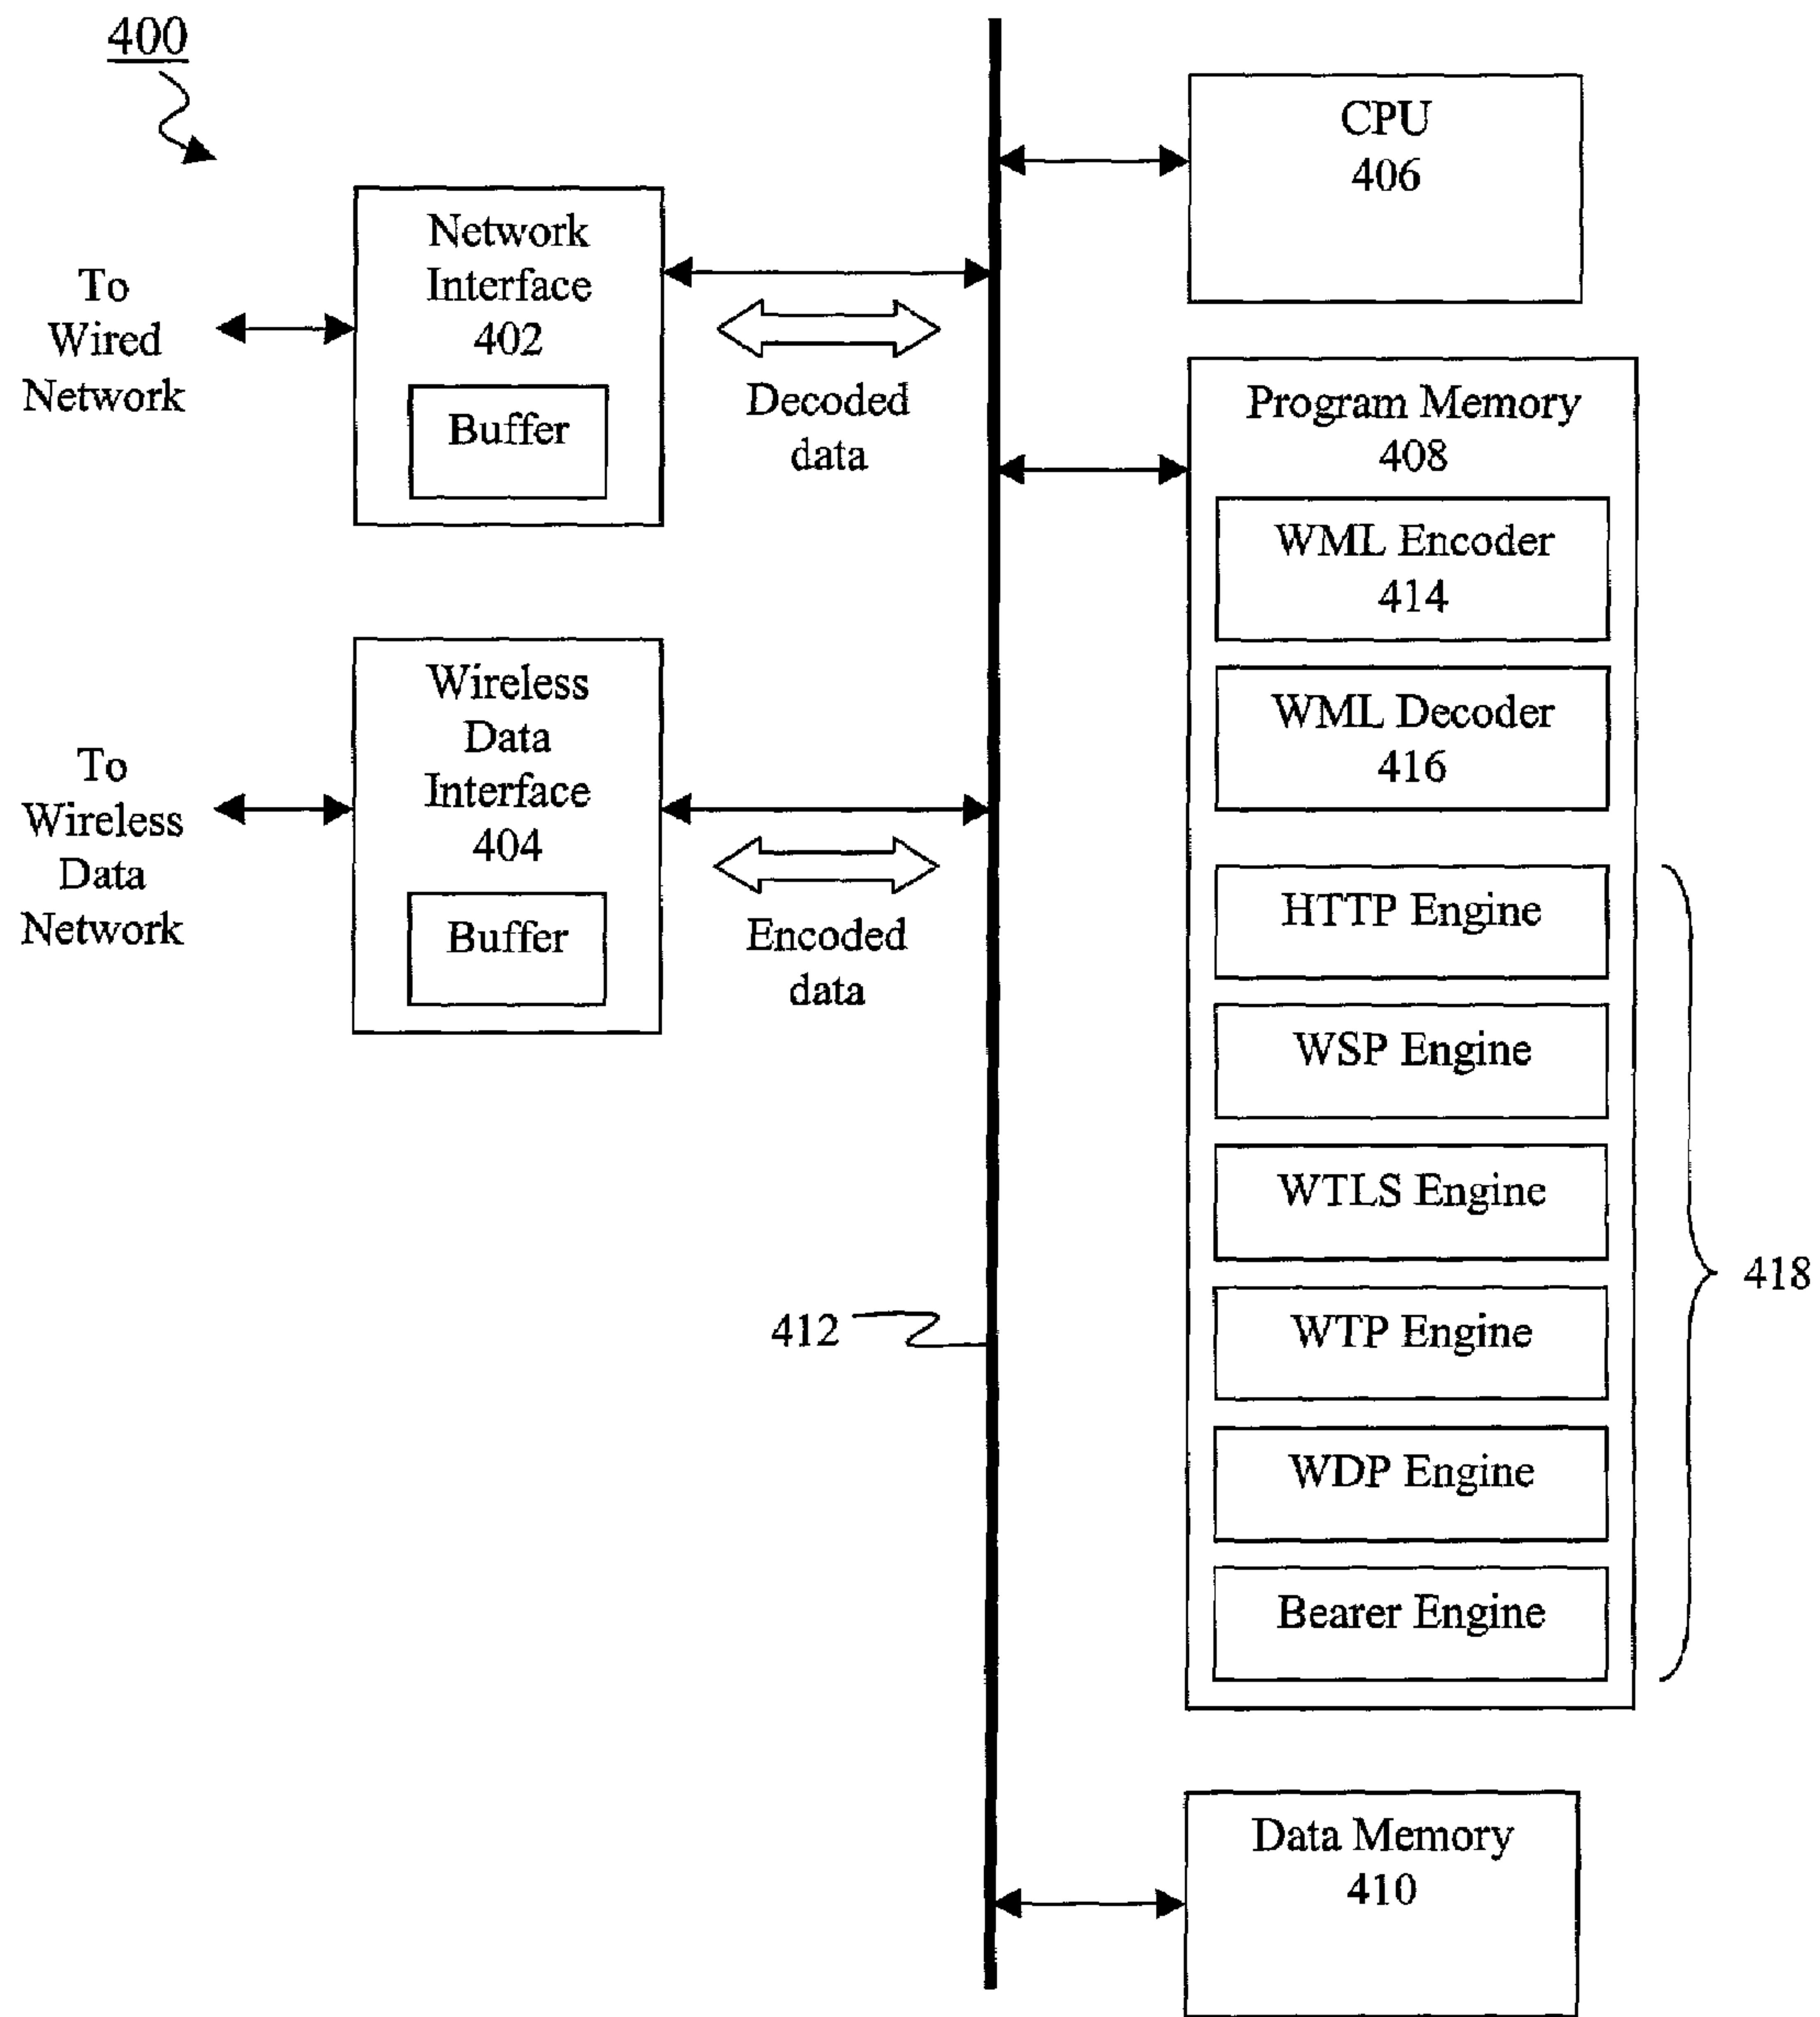 400
To
Wired
Network
Network
Interface
402
Buffer
Decoded
data
To
Wireless
Data
Network
Wireless
Data
Interface
404
Buffer
Encoded
data
412
CPU
406
Program Memory
408
WML Encoder
414
WML Decoder
416
HTTP Engine
WSP Engine
WTLS Engine
WTP Engine
WDP Engine
Bearer Engine
418
Data Memory
410